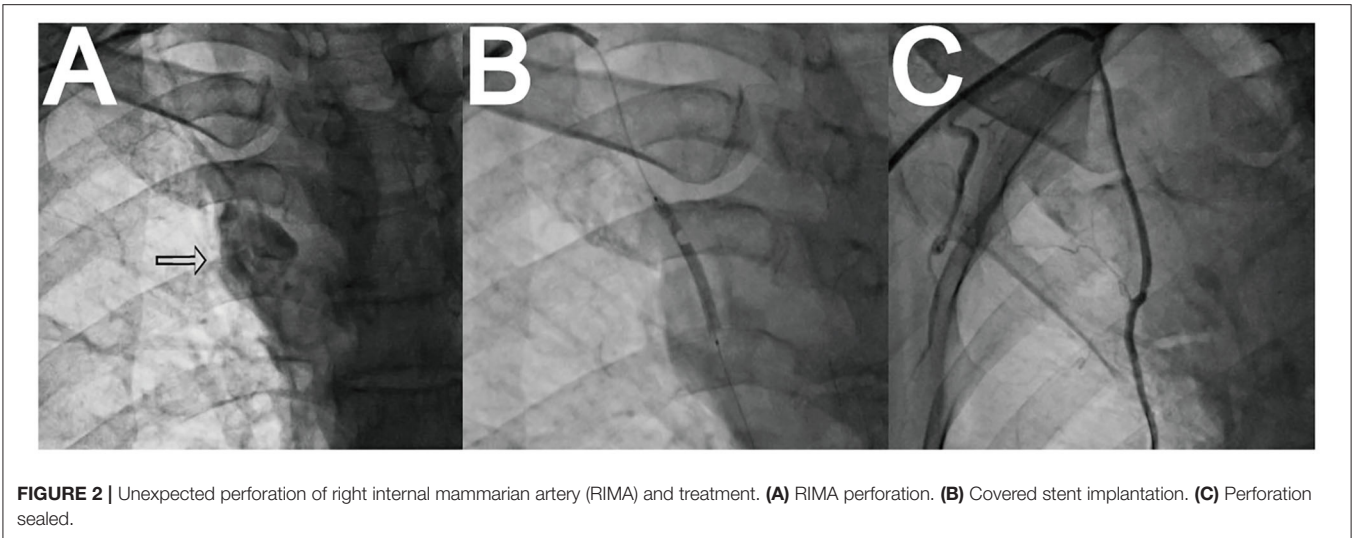 A B C
FIGURE 2 | Unexpected perforation of right internal mammarian artery (RIMA) and treatment. (A) RIMA perforation. (B) Covered stent implantation. (C) Perforation
sealed.